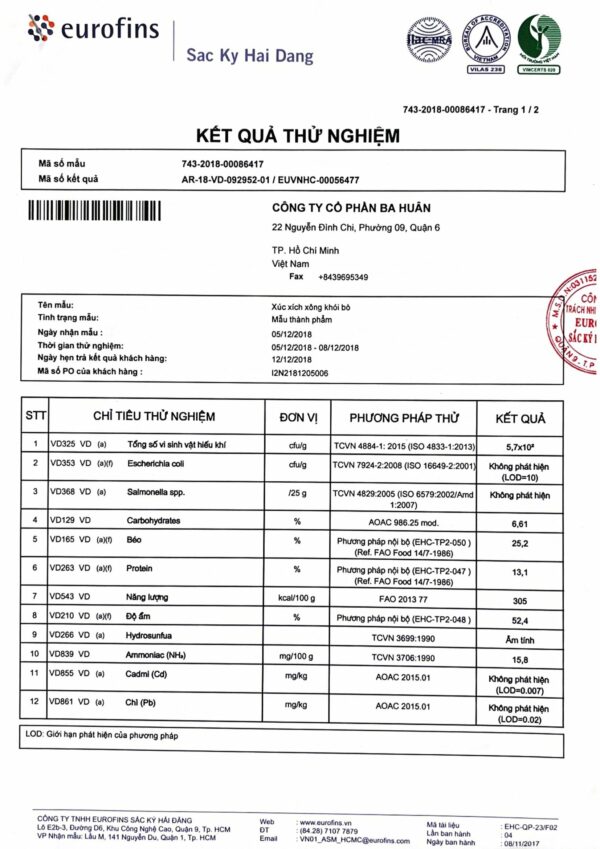 eurofins
Sac Ky Hai Dang
ilac-MRA
BUREAU OF ACCREDITATION
VIETNAM
VILAS 238
VIMCERTS 029
743-2018-00086417 - Trang 1 / 2
KẾT QUẢ THỬ NGHIỆM
Mã số mẫu 743-2018-00086417
Mã số kết quả AR-18-VD-092952-01 / EUVNHC-00056477
CÔNG TY CỔ PHẦN BA HUÂN
22 Nguyễn Đình Chi, Phường 09, Quận 6
TP. Hồ Chí Minh
Việt Nam
Fax +8439695349
Tên mẫu: Xúc xích xông khói bò
Tình trạng mẫu: Mẫu thành phẩm
Ngày nhận mẫu : 05/12/2018
Thời gian thử nghiệm: 05/12/2018 - 08/12/2018
Ngày hẹn trả kết quả khách hàng: 12/12/2018
Mã số PO của khách hàng : I2N2181205006
STT CHỈ TIÊU THỬ NGHIỆM ĐƠN VỊ PHƯƠNG PHÁP THỬ KẾT QUẢ
1 VD325 VD (a) Tổng số vi sinh vật hiếu khí cfu/g TCVN 4884-1: 2015 (ISO 4833-1:2013)
2 VD353 VD (a)(f) Escherichia coli cfu/g TCVN 7924-2:2008 (ISO 16649-2:2001) Không phát hiện
(LOD=10)
3 VD368 VD (a) Salmonella spp. /25 g TCVN 4829:2005 (ISO 6579:2002/Amd Không phát hiện
1:2007)
4 VD129 VD Carbohydrates % AOAC 986.25 mod. 6,61
5 VD165 VD (a)(f) Béo % Phương pháp nội bộ (EHC-TP2-050 ) 25,2
(Ref. FAO Food 14/7-1986)
6 VD263 VD (a)(f) Protein % Phương pháp nội bộ (EHC-TP2-047 ) 13,1
(Ref. FAO Food 14/7-1986)
7 VD543 VD Năng lượng kcal/100 g FAO 2013 77 305
8 VD210 VD (a)(f) Độ ẩm % Phương pháp nội bộ (EHC-TP2-048 ) 52,4
9 VD266 VD (a) Hydrosunfua TCVN 3699:1990 Âm tính
10 VD839 VD Ammoniac (NH₃) mg/100 g TCVN 3706:1990 15,8
11 VD855 VD (a) Cadmi (Cd) mg/kg AOAC 2015.01 Không phát hiện
(LOD=0.007)
12 VD861 VD (a) Chì (Pb) mg/kg AOAC 2015.01 Không phát hiện
(LOD=0.02)
LOD: Giới hạn phát hiện của phương pháp
CÔNG TY TNHH EUROFINS SẮC KÝ HẢI ĐĂNG
Lô E2b-3, Đường D6, Khu Công Nghệ Cao, Quận 9, Tp. HCM
VP Nhận mẫu: Lầu M, 141 Nguyễn Du, Quận 1, Tp. HCM
Web : www.eurofins.vn
ĐT : (84.28) 7107 7879
Email : VN01_ASM_HCMC@eurofins.com
Mã tài liệu : EHC-QP-23/F02
Lần ban hành : 04
Ngày ban hành : 08/11/2017